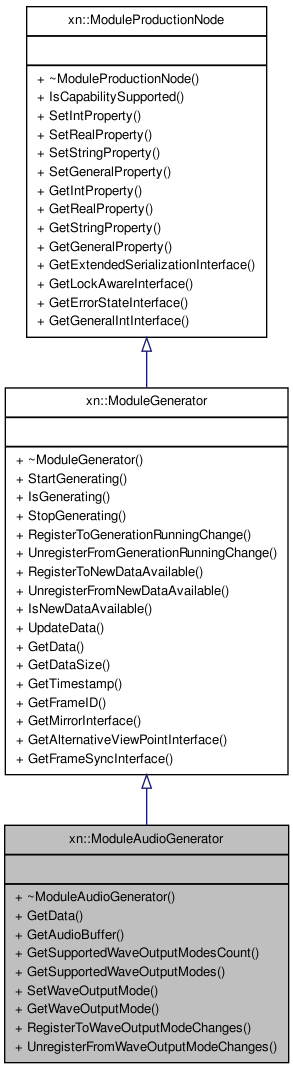 xn::ModuleProductionNode
+ ~ModuleProductionNode()
+ IsCapabilitySupported()
+ SetIntProperty()
+ SetRealProperty()
+ SetStringProperty()
+ SetGeneralProperty()
+ GetIntProperty()
+ GetRealProperty()
+ GetStringProperty()
+ GetGeneralProperty()
+ GetExtendedSerializationInterface()
+ GetLockAwareInterface()
+ GetErrorStateInterface()
+ GetGeneralIntInterface()
xn::ModuleGenerator
+ ~ModuleGenerator()
+ StartGenerating()
+ IsGenerating()
+ StopGenerating()
+ RegisterToGenerationRunningChange()
+ UnregisterFromGenerationRunningChange()
+ RegisterToNewDataAvailable()
+ UnregisterFromNewDataAvailable()
+ IsNewDataAvailable()
+ UpdateData()
+ GetData()
+ GetDataSize()
+ GetTimestamp()
+ GetFrameID()
+ GetMirrorInterface()
+ GetAlternativeViewPointInterface()
+ GetFrameSyncInterface()
xn::ModuleAudioGenerator
+ ~ModuleAudioGenerator()
+ GetData()
+ GetAudioBuffer()
+ GetSupportedWaveOutputModesCount()
+ GetSupportedWaveOutputModes()
+ SetWaveOutputMode()
+ GetWaveOutputMode()
+ RegisterToWaveOutputModeChanges()
+ UnregisterFromWaveOutputModeChanges()